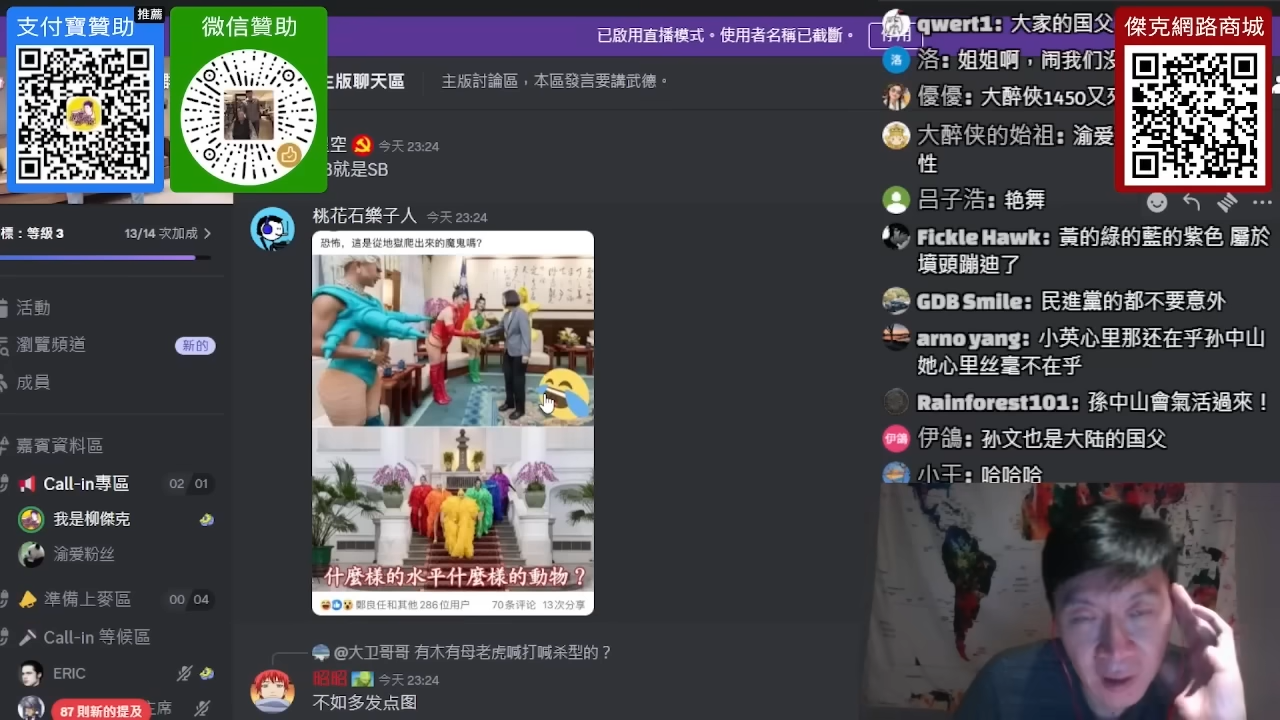 支付寶贊助
推薦
微信贊助
已啟用直播模式。使用者名稱已截斷。
停用
傑克網路商城
主版聊天區
主版討論區，本區發言要講武德。
空 今天 23:24
就是SB
桃花石樂子人 今天 23:24
恐怖，這是從地獄爬出來的魔鬼嗎?
什麼樣的水平什麼樣的動物？
鄭良任和其他 286 位用户 70条评论 13次分享
@大卫哥哥 有木有母老虎喊打喊杀型的？
昭昭 今天 23:24
不如多发点图
標：等級 3 13/14 次加成
活動
瀏覽頻道 新的
成員
嘉賓資料區
Call-in專區 02 01
我是柳傑克
渝爱粉丝
準備上麥區 00 04
Call-in 等候區
ERIC
87 則新的提及
席
qwert1: 大家的国父
洛: 姐姐啊，闹我们没
優優: 大醉俠1450又
大醉侠的始祖: 渝爱
性
吕子浩: 艳舞
Fickle Hawk: 黃的綠的藍的紫色 屬於
墳頭蹦迪了
GDB Smile: 民進黨的都不要意外
arno yang: 小英心里那还在乎孙中山
她心里丝毫不在乎
Rainforest101: 孫中山會氣活過來！
伊鴿
伊鴿: 孙文也是大陆的国父
小王: 哈哈哈